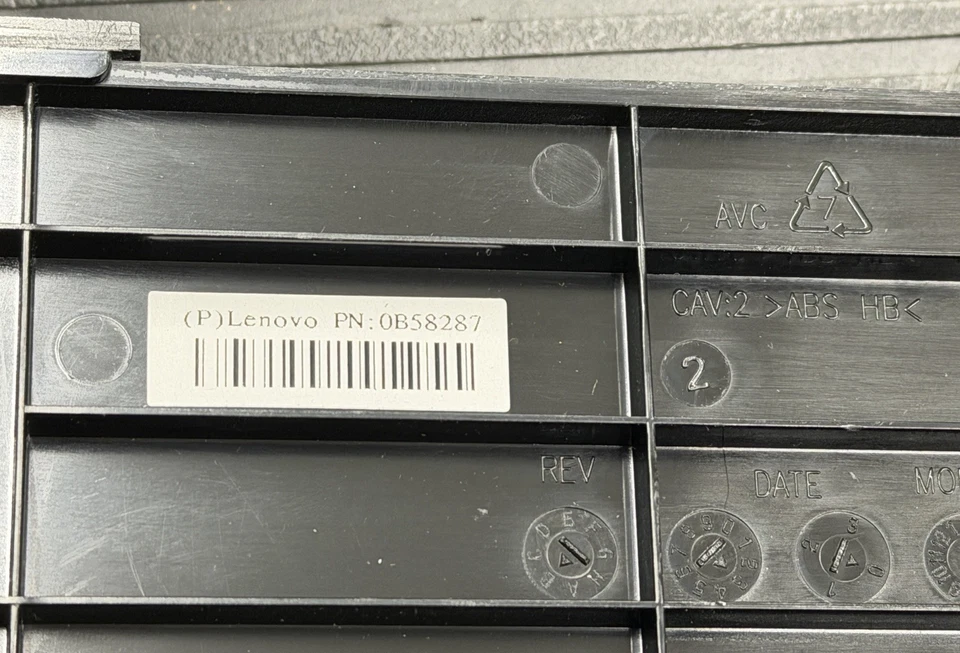 AVC 7
(P)Lenovo PN:0B58287
CAV:2 >ABS HB<
2
REV
DATE